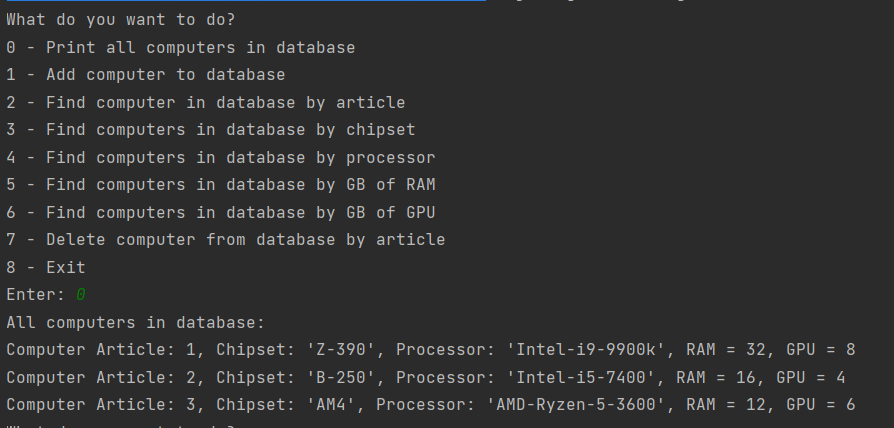 What do you want to do?
0 - Print all computers in database
1 - Add computer to database
2 - Find computer in database by article
3 - Find computers in database by chipset
4 - Find computers in database by processor
5 - Find computers in database by GB of RAM
6 - Find computers in database by GB of GPU
7 - Delete computer from database by article
8 - Exit
Enter: 0
All computers in database:
Computer Article: 1, Chipset: 'Z-390', Processor: 'Intel-i9-9900k', RAM = 32, GPU = 8
Computer Article: 2, Chipset: 'B-250', Processor: 'Intel-i5-7400', RAM = 16, GPU = 4
Computer Article: 3, Chipset: 'AM4', Processor: 'AMD-Ryzen-5-3600', RAM = 12, GPU = 6